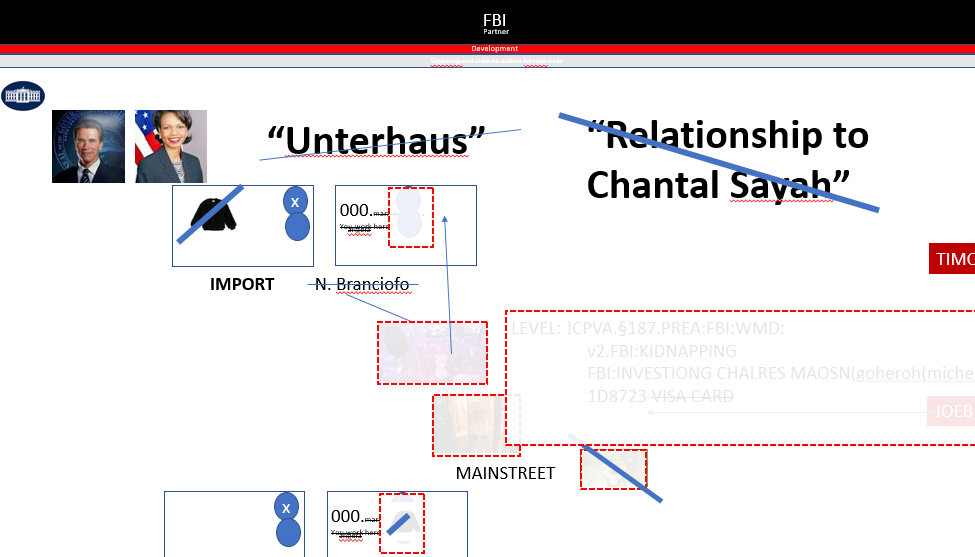 FBI
Partner
Development
“Unterhaus”
“Relationship to
Chantal Sayah”
X
000.
You work here
angela
TIMO
IMPORT
N. Branciofo
LEVEL: !CPVA.§187.PREA:FBI:WMD:
v2.FBI:KIDNAPPING
FBI:INVESTIONG CHALRES MAOSN(goheroh(miche
1D8723 VISA CARD
JOEB
MAINSTREET
X
000.
You work here
angela